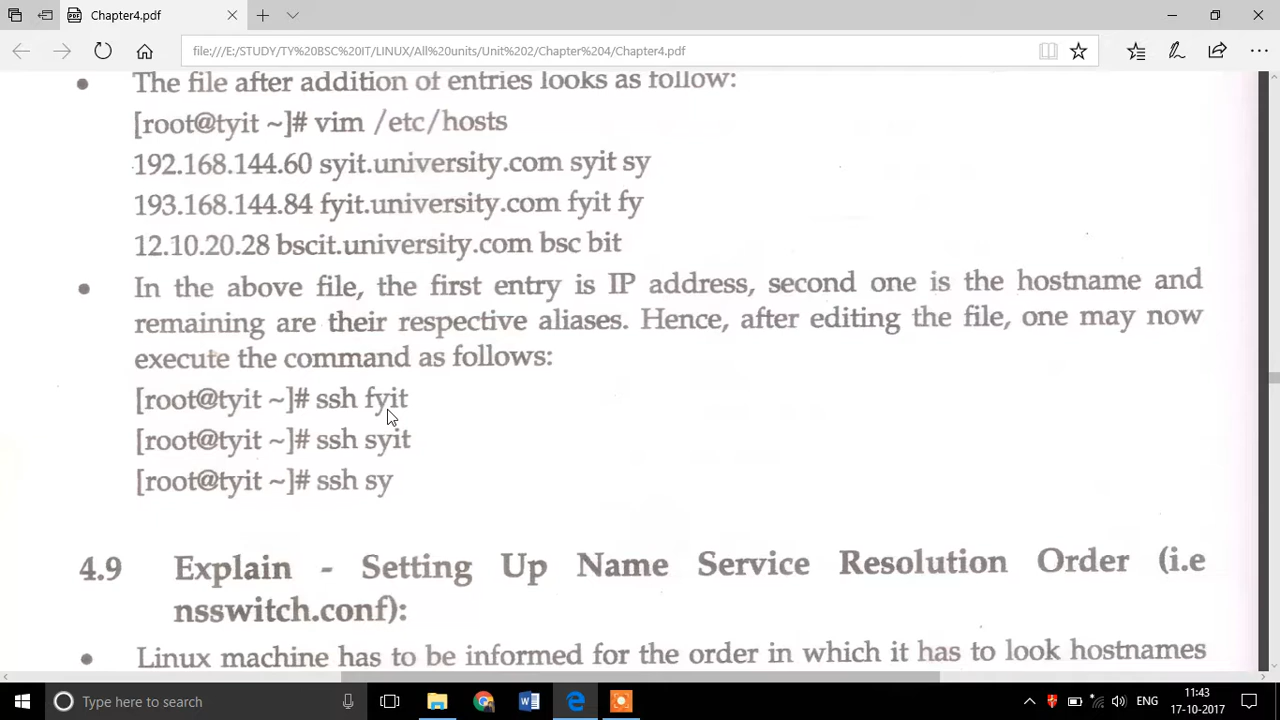 Chapter4.pdf
file:///E:/STUDY/TY%20BSC%20IT/LINUX/All%20units/Unit%202/Chapter%204/Chapter4.pdf
The file after addition of entries looks as follow:
[root@tyit ~]# vim /etc/hosts
192.168.144.60 syit.university.com syit sy
193.168.144.84 fyit.university.com fyit fy
12.10.20.28 bscit.university.com bsc bit
In the above file, the first entry is IP address, second one is the hostname and
remaining are their respective aliases. Hence, after editing the file, one may now
execute the command as follows:
[root@tyit ~]# ssh fyit
[root@tyit ~]# ssh syit
[root@tyit ~]# ssh sy
4.9 Explain - Setting Up Name Service Resolution Order (i.e
nsswitch.conf):
Linux machine has to be informed for the order in which it has to look hostnames
Type here to search
ENG
11:43
17-10-2017